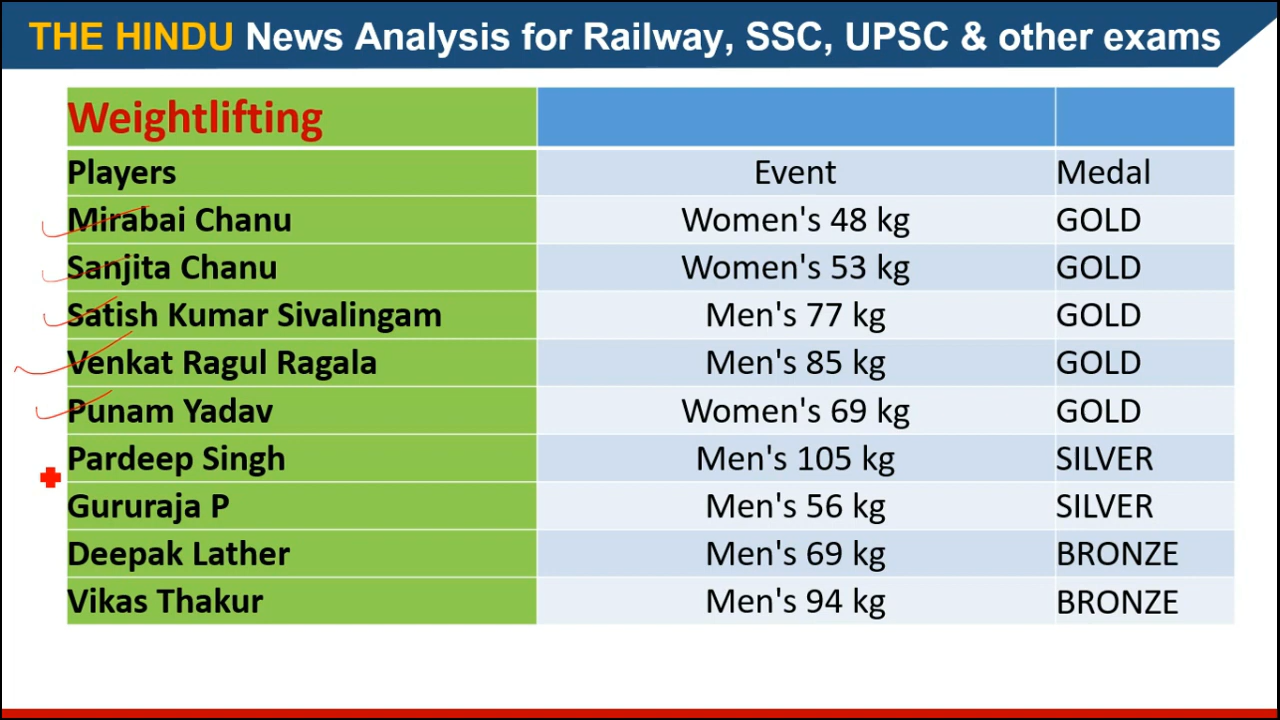 THE HINDU News Analysis for Railway, SSC, UPSC & other exams
Weightlifting
Players Event Medal
Mirabai Chanu Women's 48 kg GOLD
Sanjita Chanu Women's 53 kg GOLD
Satish Kumar Sivalingam Men's 77 kg GOLD
Venkat Ragul Ragala Men's 85 kg GOLD
Punam Yadav Women's 69 kg GOLD
Pardeep Singh Men's 105 kg SILVER
Gururaja P Men's 56 kg SILVER
Deepak Lather Men's 69 kg BRONZE
Vikas Thakur Men's 94 kg BRONZE